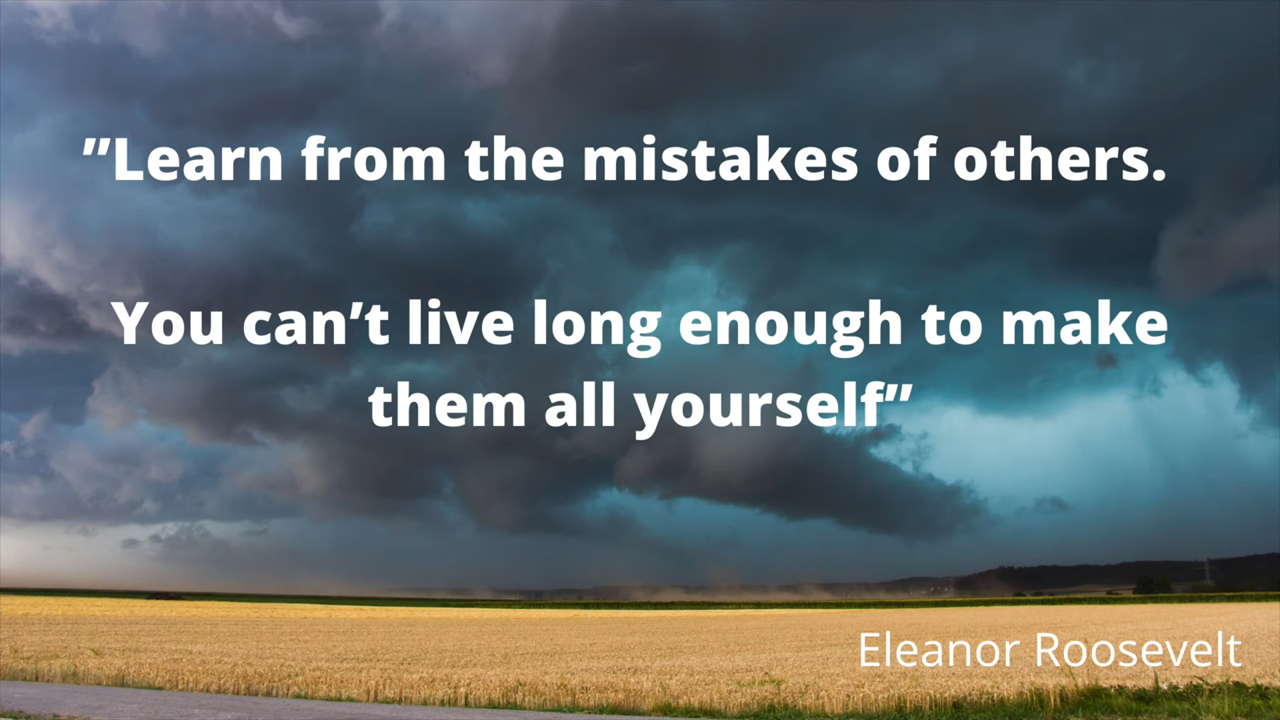 ”Learn from the mistakes of others.
You can’t live long enough to make
them all yourself”
Eleanor Roosevelt